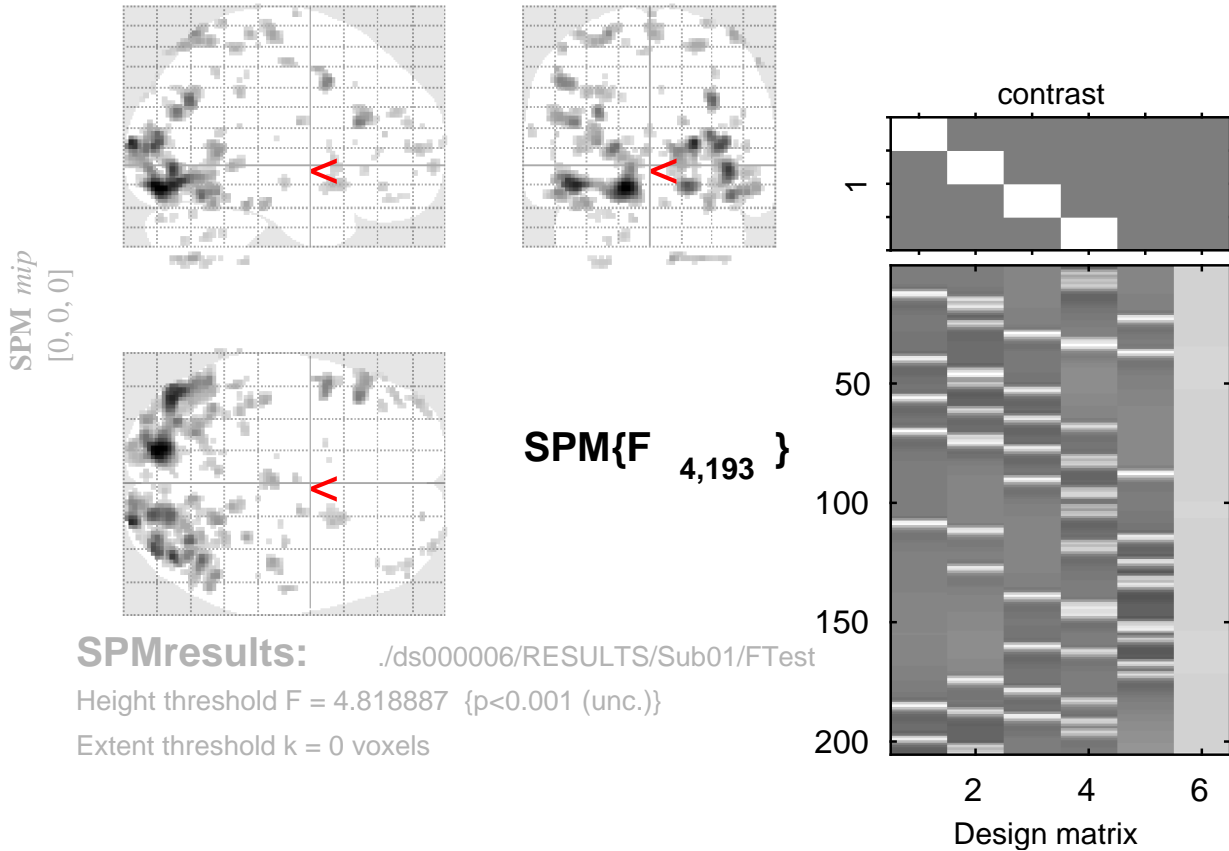 SPM mip
[0, 0, 0]
<
<
<
SPM{F 4,193 }
SPMresults: ./ds000006/RESULTS/Sub01/FTest
Height threshold F = 4.818887 {p<0.001 (unc.)}
Extent threshold k = 0 voxels
contrast
1
50
100
150
200
2 4 6
Design matrix